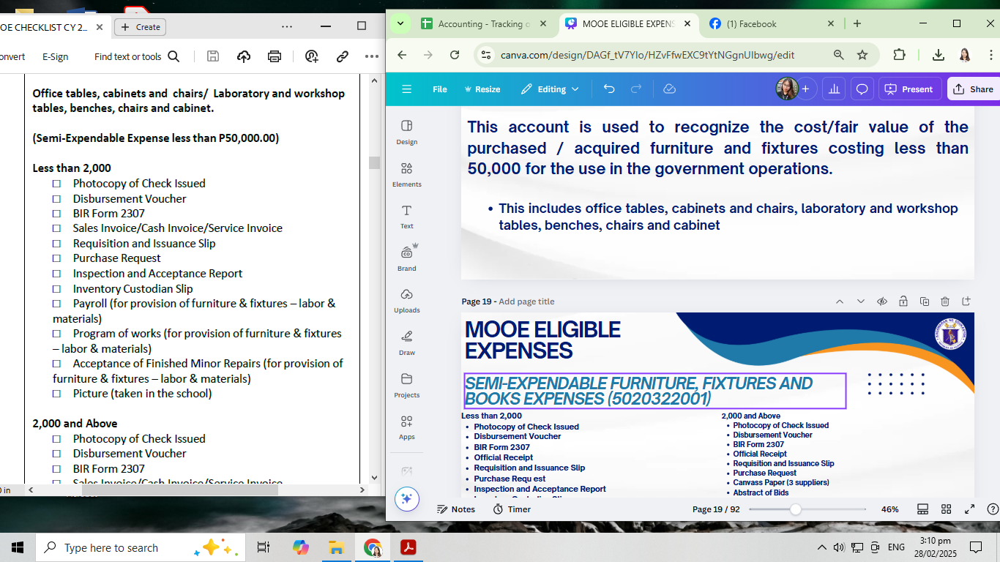 OE CHECKLIST CY 2...
Create
onvert
E-Sign
Find text or tools
Office tables, cabinets and chairs/ Laboratory and workshop
tables, benches, chairs and cabinet.
(Semi-Expendable Expense less than P50,000.00)
Less than 2,000
Photocopy of Check Issued
Disbursement Voucher
BIR Form 2307
Sales Invoice/Cash Invoice/Service Invoice
Requisition and Issuance Slip
Purchase Request
Inspection and Acceptance Report
Inventory Custodian Slip
Payroll (for provision of furniture & fixtures – labor &
materials)
Program of works (for provision of furniture & fixtures
– labor & materials)
Acceptance of Finished Minor Repairs (for provision of
furniture & fixtures – labor & materials)
Picture (taken in the school)
2,000 and Above
Photocopy of Check Issued
Disbursement Voucher
BIR Form 2307
Sales Invoice/Cash Invoice/Service Invoice
0 in
Accounting - Tracking o
MOOE ELIGIBLE EXPENS
(1) Facebook
canva.com/design/DAGf_tV7YIo/HZvFfwEXC9tYtNGgnUIbwg/edit
File
Resize
Editing
Present
Share
Design
Elements
Text
Brand
Uploads
Draw
Projects
Apps
This account is used to recognize the cost/fair value of the
purchased / acquired furniture and fixtures costing less than
50,000 for the use in the government operations.
• This includes office tables, cabinets and chairs, laboratory and workshop
tables, benches, chairs and cabinet
Page 19 - Add page title
MOOE ELIGIBLE
EXPENSES
SEMI-EXPENDABLE FURNITURE, FIXTURES AND
BOOKS EXPENSES (5020322001)
Less than 2,000
• Photocopy of Check Issued
• Disbursement Voucher
• BIR Form 2307
• Official Receipt
• Requisition and Issuance Slip
• Purchase Requ est
• Inspection and Acceptance Report
2,000 and Above
• Photocopy of Check Issued
• Disbursement Voucher
• BIR Form 2307
• Official Receipt
• Requisition and Issuance Slip
• Purchase Request
• Canvass Paper (3 suppliers)
• Abstract of Bids
Notes
Timer
Page 19 / 92
46%
Type here to search
ENG
3:10 pm
28/02/2025